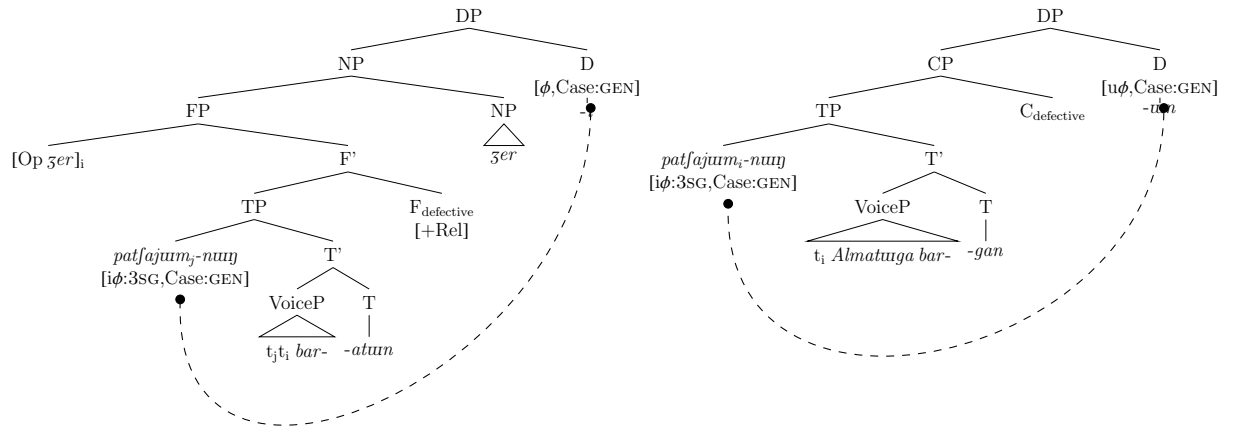 DP
NP D
[ϕ,Case:GEN]
FP NP
[Op ʒer]i ʒer
F'
TP Fdefective
[+Rel]
patʃajɯmj-nɯŋ T'
[iϕ:3SG,Case:GEN]
VoiceP T
tjti bar- -atɯn
DP
CP D
[uϕ,Case:GEN]
TP Cdefective
patʃajɯmi-nɯŋ T'
[iϕ:3SG,Case:GEN]
VoiceP T
ti Almatɯga bar- -gan